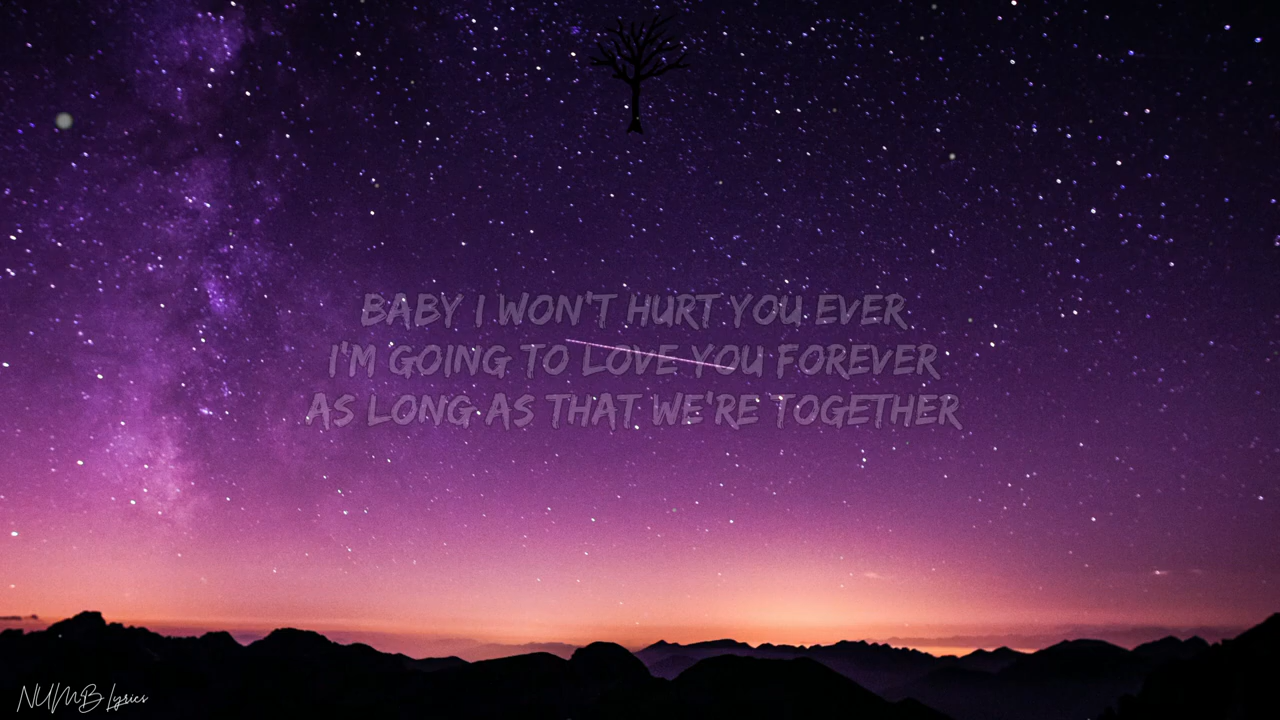 BABY I WON'T HURT YOU EVER
I'M GOING TO LOVE YOU FOREVER
AS LONG AS THAT WE'RE TOGETHER
NUMB Lyrics